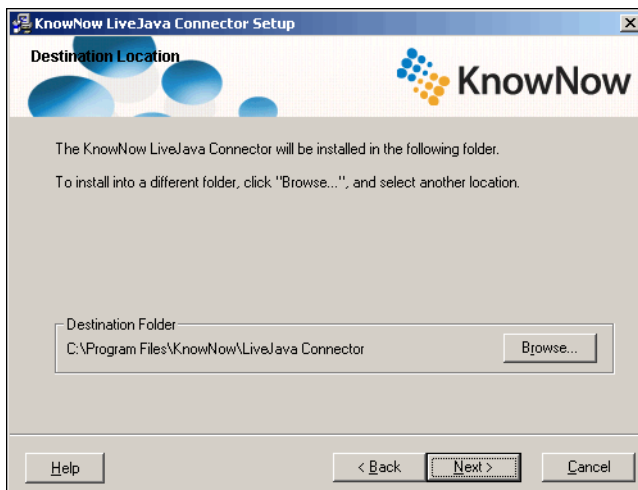 KnowNow LiveJava Connector Setup
Destination Location
KnowNow
The KnowNow LiveJava Connector will be installed in the following folder.
To install into a different folder, click "Browse...", and select another location.
Destination Folder
C:\Program Files\KnowNow\LiveJava Connector
Browse...
Help
< Back
Next >
Cancel